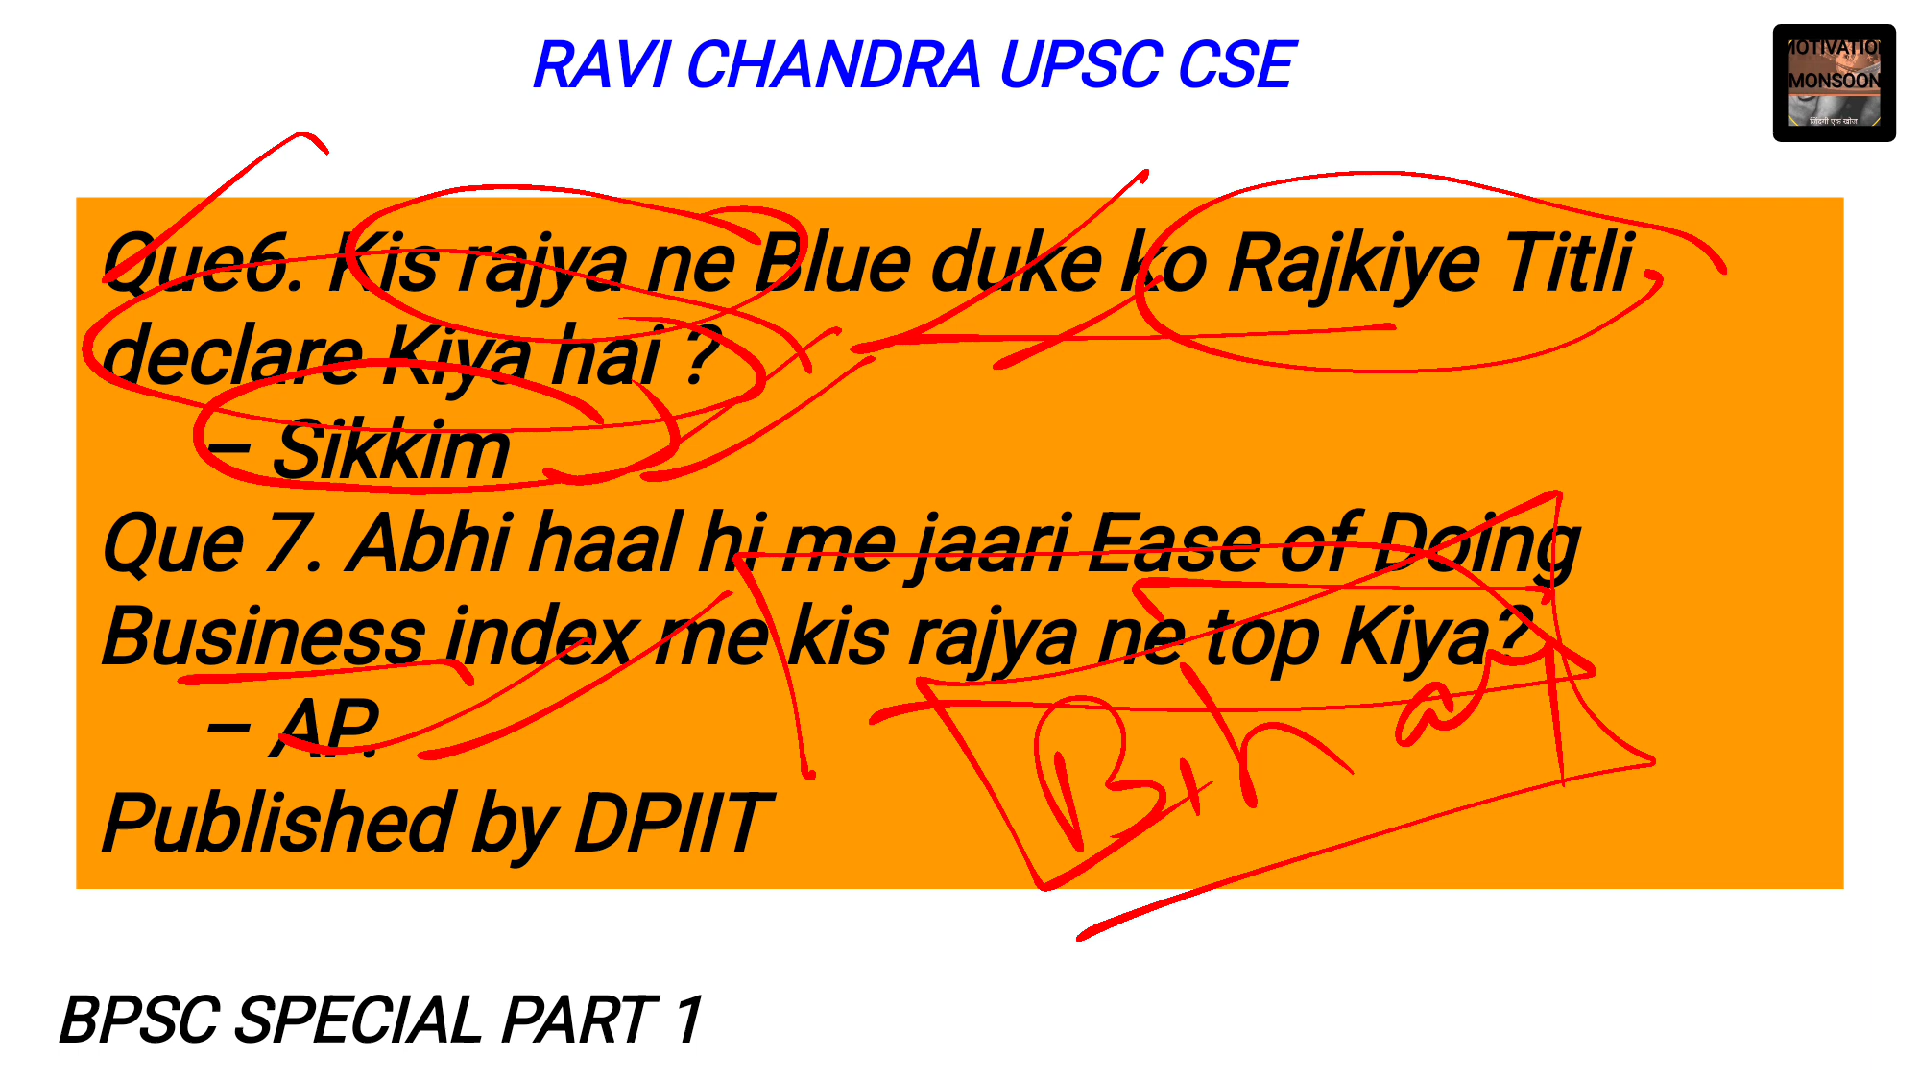 RAVI CHANDRA UPSC CSE
MOTIVATION
MONSOON
जिंदगी एक खोज
Que6. Kis rajya ne Blue duke ko Rajkiye Titli
declare Kiya hai ?
– Sikkim
Que 7. Abhi haal hi me jaari Ease of Doing
Business index me kis rajya ne top Kiya?
– AP.
Bihar
Published by DPIIT
BPSC SPECIAL PART 1